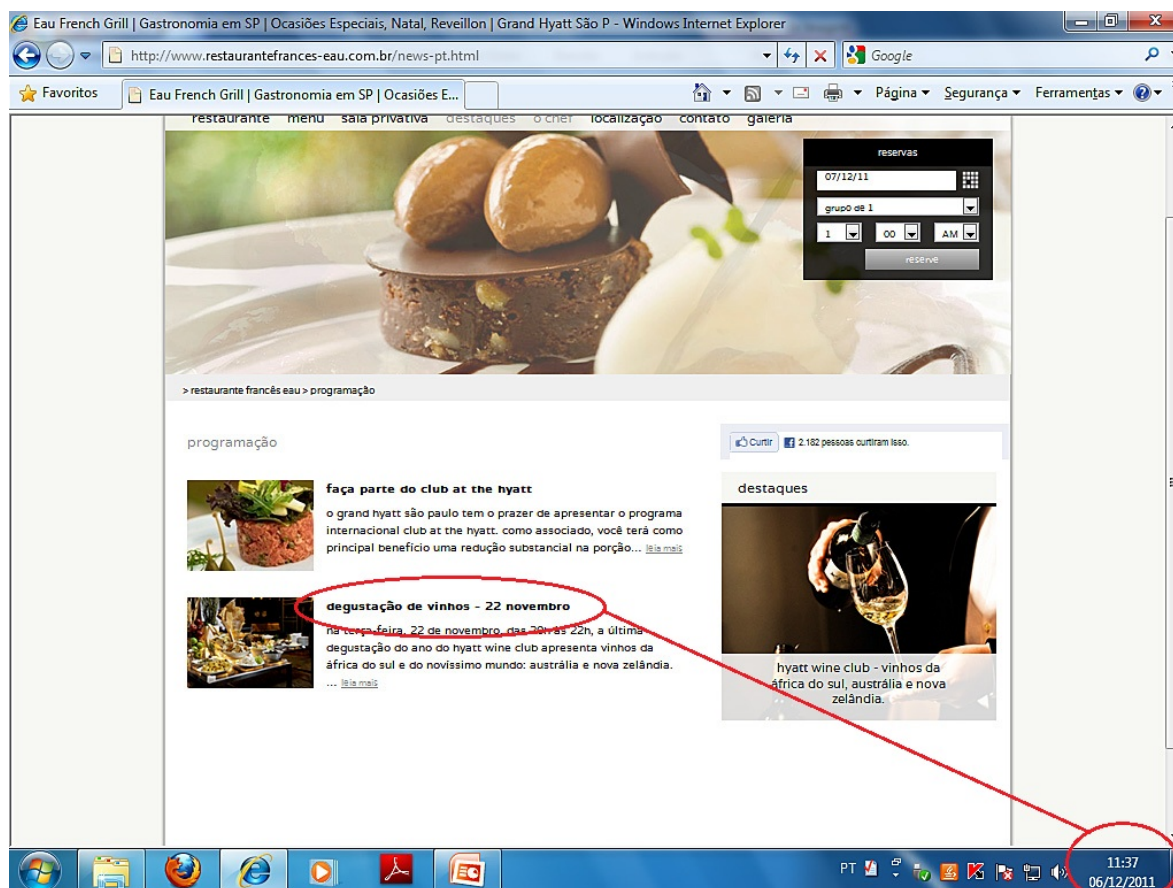 Eau French Grill | Gastronomia em SP | Ocasiões Especiais, Natal, Reveillon | Grand Hyatt São P - Windows Internet Explorer
http://www.restaurantefrances-eau.com.br/news-pt.html
Google
Favoritos
Eau French Grill | Gastronomia em SP | Ocasiões E...
Página
Segurança
Ferramentas
restaurante menu sala privativa destaques o chef localização contato galeria
reservas
07/12/11
grupo de 1
1 00 AM
reserve
> restaurante francês eau > programação
programação
Curtir
2.182 pessoas curtiram isso.
faça parte do club at the hyatt
o grand hyatt são paulo tem o prazer de apresentar o programa
internacional club at the hyatt. como associado, você terá como
principal benefício uma redução substancial na porção... leia mais
degustação de vinhos - 22 novembro
na terça-feira, 22 de novembro, das 20h às 22h, a última
degustação do ano do hyatt wine club apresenta vinhos da
áfrica do sul e do novíssimo mundo: austrália e nova zelândia.
... leia mais
destaques
hyatt wine club - vinhos da
áfrica do sul, austrália e nova
zelândia.
PT
11:37
06/12/2011